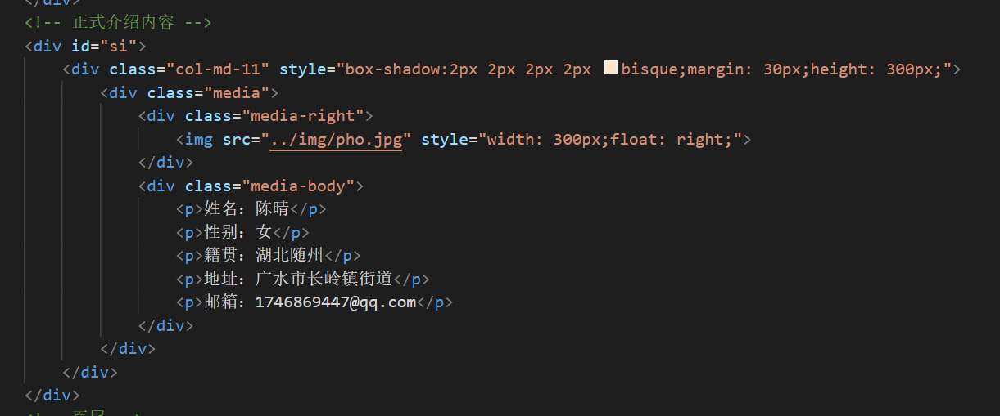 </div>
<!-- 正式介绍内容 -->
<div id="si">
<div class="col-md-11" style="box-shadow:2px 2px 2px 2px bisque;margin: 30px;height: 300px;">
<div class="media">
<div class="media-right">
<img src="../img/pho.jpg" style="width: 300px;float: right;">
</div>
<div class="media-body">
<p>姓名：陈晴</p>
<p>性别：女</p>
<p>籍贯：湖北随州</p>
<p>地址：广水市长岭镇街道</p>
<p>邮箱：1746869447@qq.com</p>
</div>
</div>
</div>
</div>